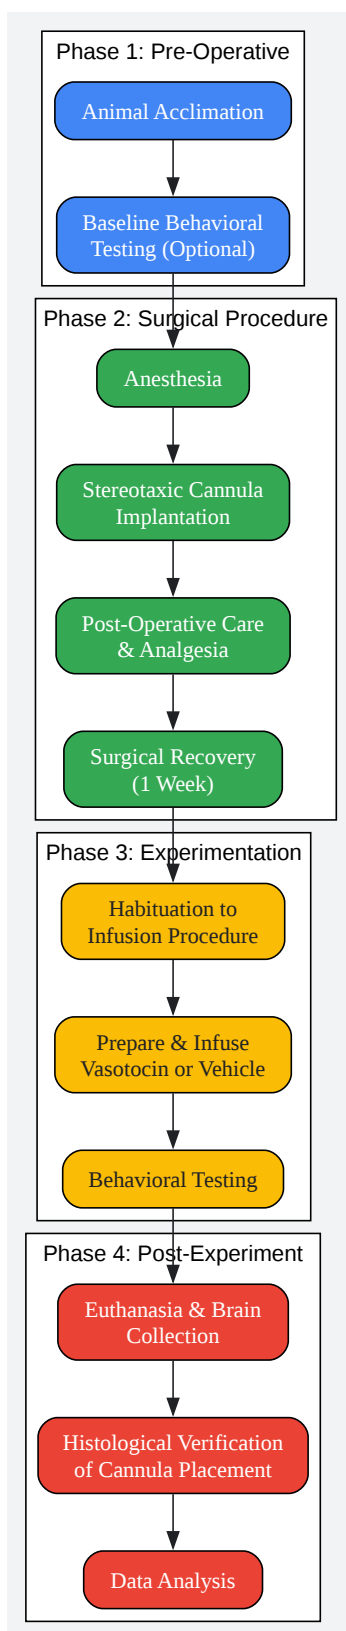 Phase 1: Pre-Operative
Animal Acclimation
Baseline Behavioral
Testing (Optional)
Phase 2: Surgical Procedure
Anesthesia
Stereotaxic Cannula
Implantation
Post-Operative Care
& Analgesia
Surgical Recovery
(1 Week)
Phase 3: Experimentation
Habituation to
Infusion Procedure
Prepare & Infuse
Vasotocin or Vehicle
Behavioral Testing
Phase 4: Post-Experiment
Euthanasia & Brain
Collection
Histological Verification
of Cannula Placement
Data Analysis